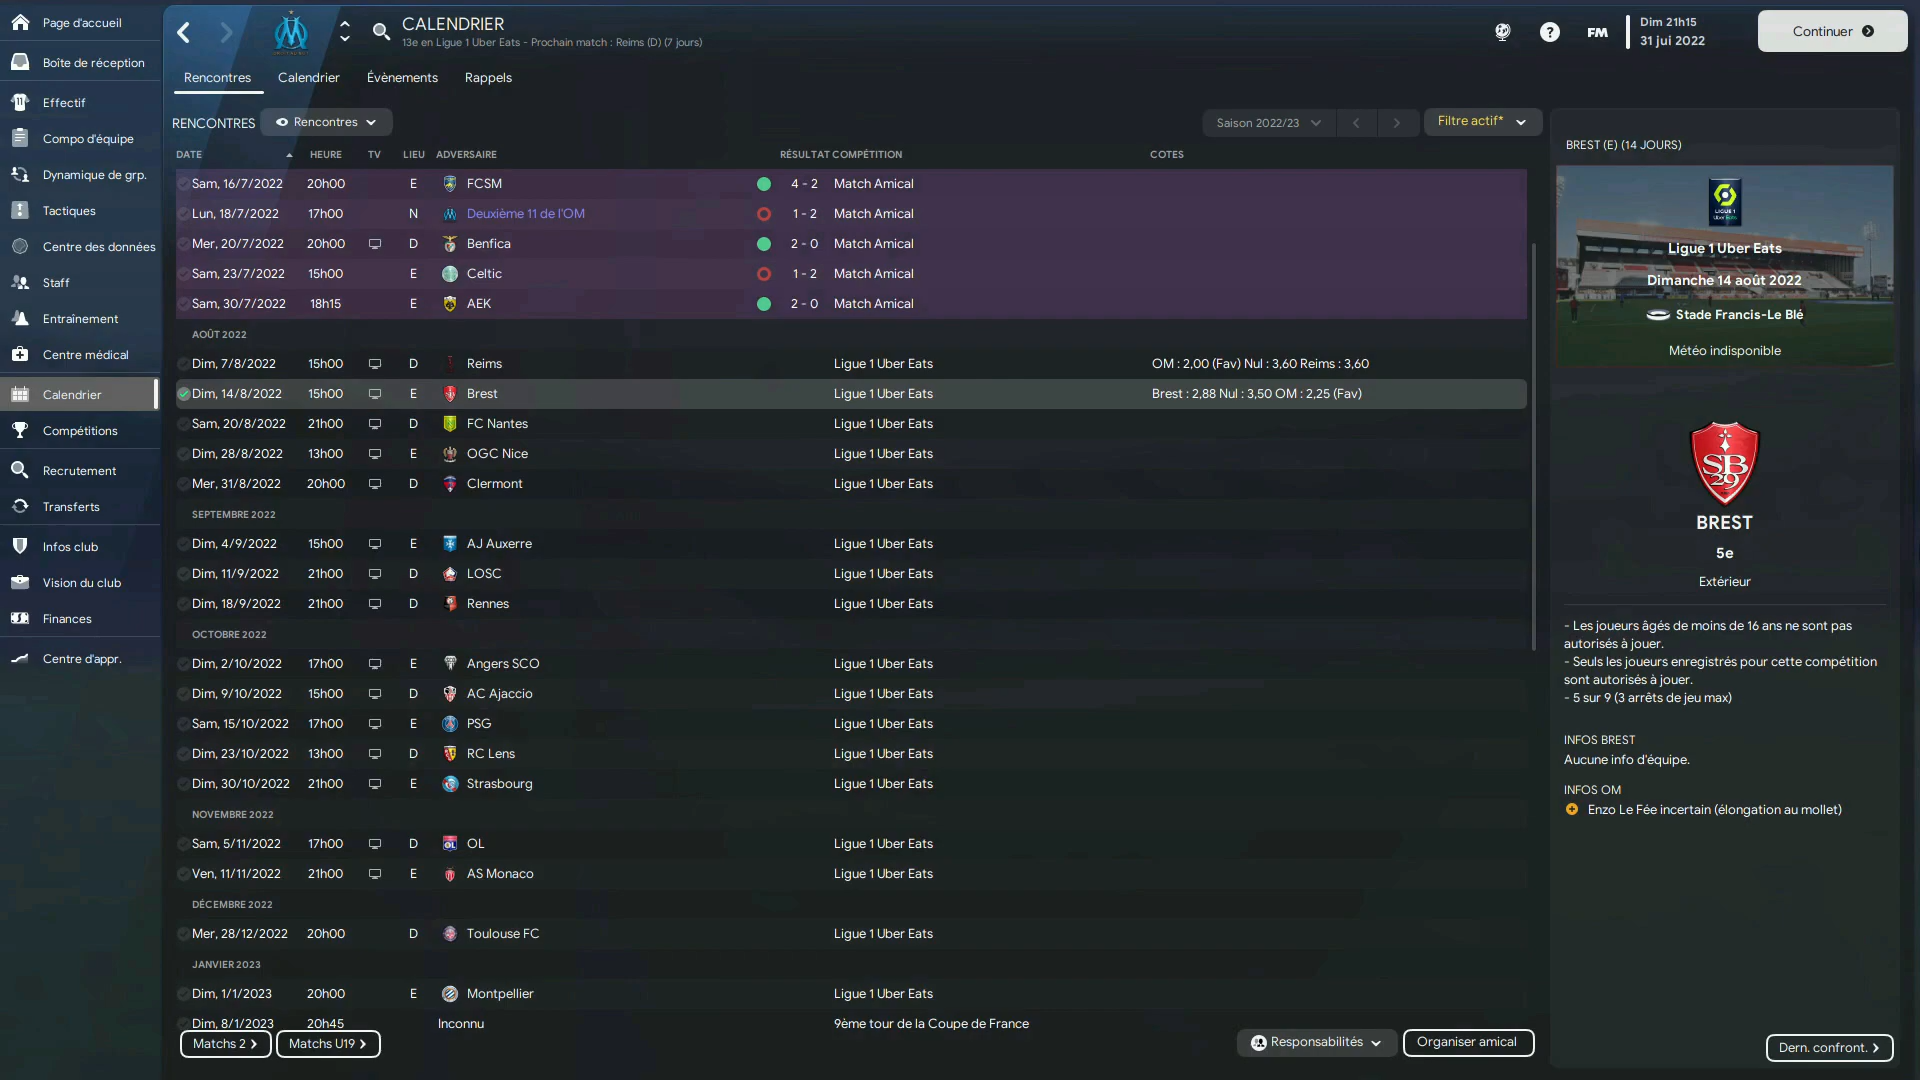 Page d'accueil
Boîte de réception
Effectif
Compo d'équipe
Dynamique de grp.
Tactiques
Centre des données
Staff
Entraînement
Centre médical
Calendrier
Compétitions
Recrutement
Transferts
Infos club
Vision du club
Finances
Centre d'appr.
CALENDRIER
13e en Ligue 1 Uber Eats - Prochain match : Reims (D) (7 jours)
FM
Dim 21h15
31 jui 2022
Continuer
Rencontres Calendrier Évènements Rappels
RENCONTRES Rencontres Saison 2022/23 Filtre actif*
DATE HEURE TV LIEU ADVERSAIRE RÉSULTAT COMPÉTITION COTES
Sam, 16/7/2022 20h00 E FCSM 4 - 2 Match Amical
Lun, 18/7/2022 17h00 N Deuxième 11 de l'OM 1 - 2 Match Amical
Mer, 20/7/2022 20h00 D Benfica 2 - 0 Match Amical
Sam, 23/7/2022 15h00 E Celtic 1 - 2 Match Amical
Sam, 30/7/2022 18h15 E AEK 2 - 0 Match Amical
AOÛT 2022
Dim, 7/8/2022 15h00 D Reims Ligue 1 Uber Eats OM : 2,00 (Fav) Nul : 3,60 Reims : 3,60
Dim, 14/8/2022 15h00 E Brest Ligue 1 Uber Eats Brest : 2,88 Nul : 3,50 OM : 2,25 (Fav)
Sam, 20/8/2022 21h00 D FC Nantes Ligue 1 Uber Eats
Dim, 28/8/2022 13h00 E OGC Nice Ligue 1 Uber Eats
Mer, 31/8/2022 20h00 D Clermont Ligue 1 Uber Eats
SEPTEMBRE 2022
Dim, 4/9/2022 15h00 E AJ Auxerre Ligue 1 Uber Eats
Dim, 11/9/2022 21h00 D LOSC Ligue 1 Uber Eats
Dim, 18/9/2022 21h00 D Rennes Ligue 1 Uber Eats
OCTOBRE 2022
Dim, 2/10/2022 17h00 E Angers SCO Ligue 1 Uber Eats
Dim, 9/10/2022 15h00 D AC Ajaccio Ligue 1 Uber Eats
Sam, 15/10/2022 17h00 E PSG Ligue 1 Uber Eats
Dim, 23/10/2022 13h00 D RC Lens Ligue 1 Uber Eats
Dim, 30/10/2022 21h00 E Strasbourg Ligue 1 Uber Eats
NOVEMBRE 2022
Sam, 5/11/2022 17h00 D OL Ligue 1 Uber Eats
Ven, 11/11/2022 21h00 E AS Monaco Ligue 1 Uber Eats
DÉCEMBRE 2022
Mer, 28/12/2022 20h00 D Toulouse FC Ligue 1 Uber Eats
JANVIER 2023
Dim, 1/1/2023 20h00 E Montpellier Ligue 1 Uber Eats
Dim, 8/1/2023 20h45 Inconnu 9ème tour de la Coupe de France
Matchs 2 Matchs U19 Responsabilités Organiser amical
BREST (E) (14 JOURS)
LIGUE 1
Uber Eats
Ligue 1 Uber Eats
Dimanche 14 août 2022
Stade Francis-Le Blé
Météo indisponible
SB
29
BREST
5e
Extérieur
- Les joueurs âgés de moins de 16 ans ne sont pas
autorisés à jouer.
- Seuls les joueurs enregistrés pour cette compétition
sont autorisés à jouer.
- 5 sur 9 (3 arrêts de jeu max)
INFOS BREST
Aucune info d'équipe.
INFOS OM
Enzo Le Fée incertain (élongation au mollet)
Dern. confront.